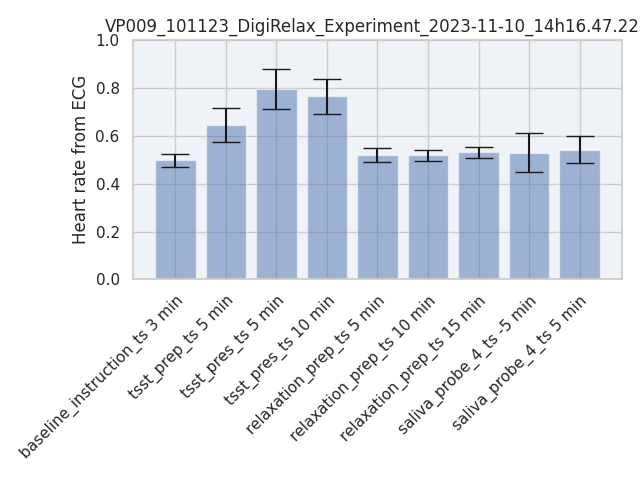 VP009_101123_DigiRelax_Experiment_2023-11-10_14h16.47.22
Heart rate from ECG
1.0
0.8
0.6
0.4
0.2
0.0
baseline_instruction_ts 3 min
tsst_prep_ts 5 min
tsst_pres_ts 5 min
tsst_pres_ts 10 min
relaxation_prep_ts 5 min
relaxation_prep_ts 10 min
relaxation_prep_ts 15 min
saliva_probe_4_ts -5 min
saliva_probe_4_ts 5 min